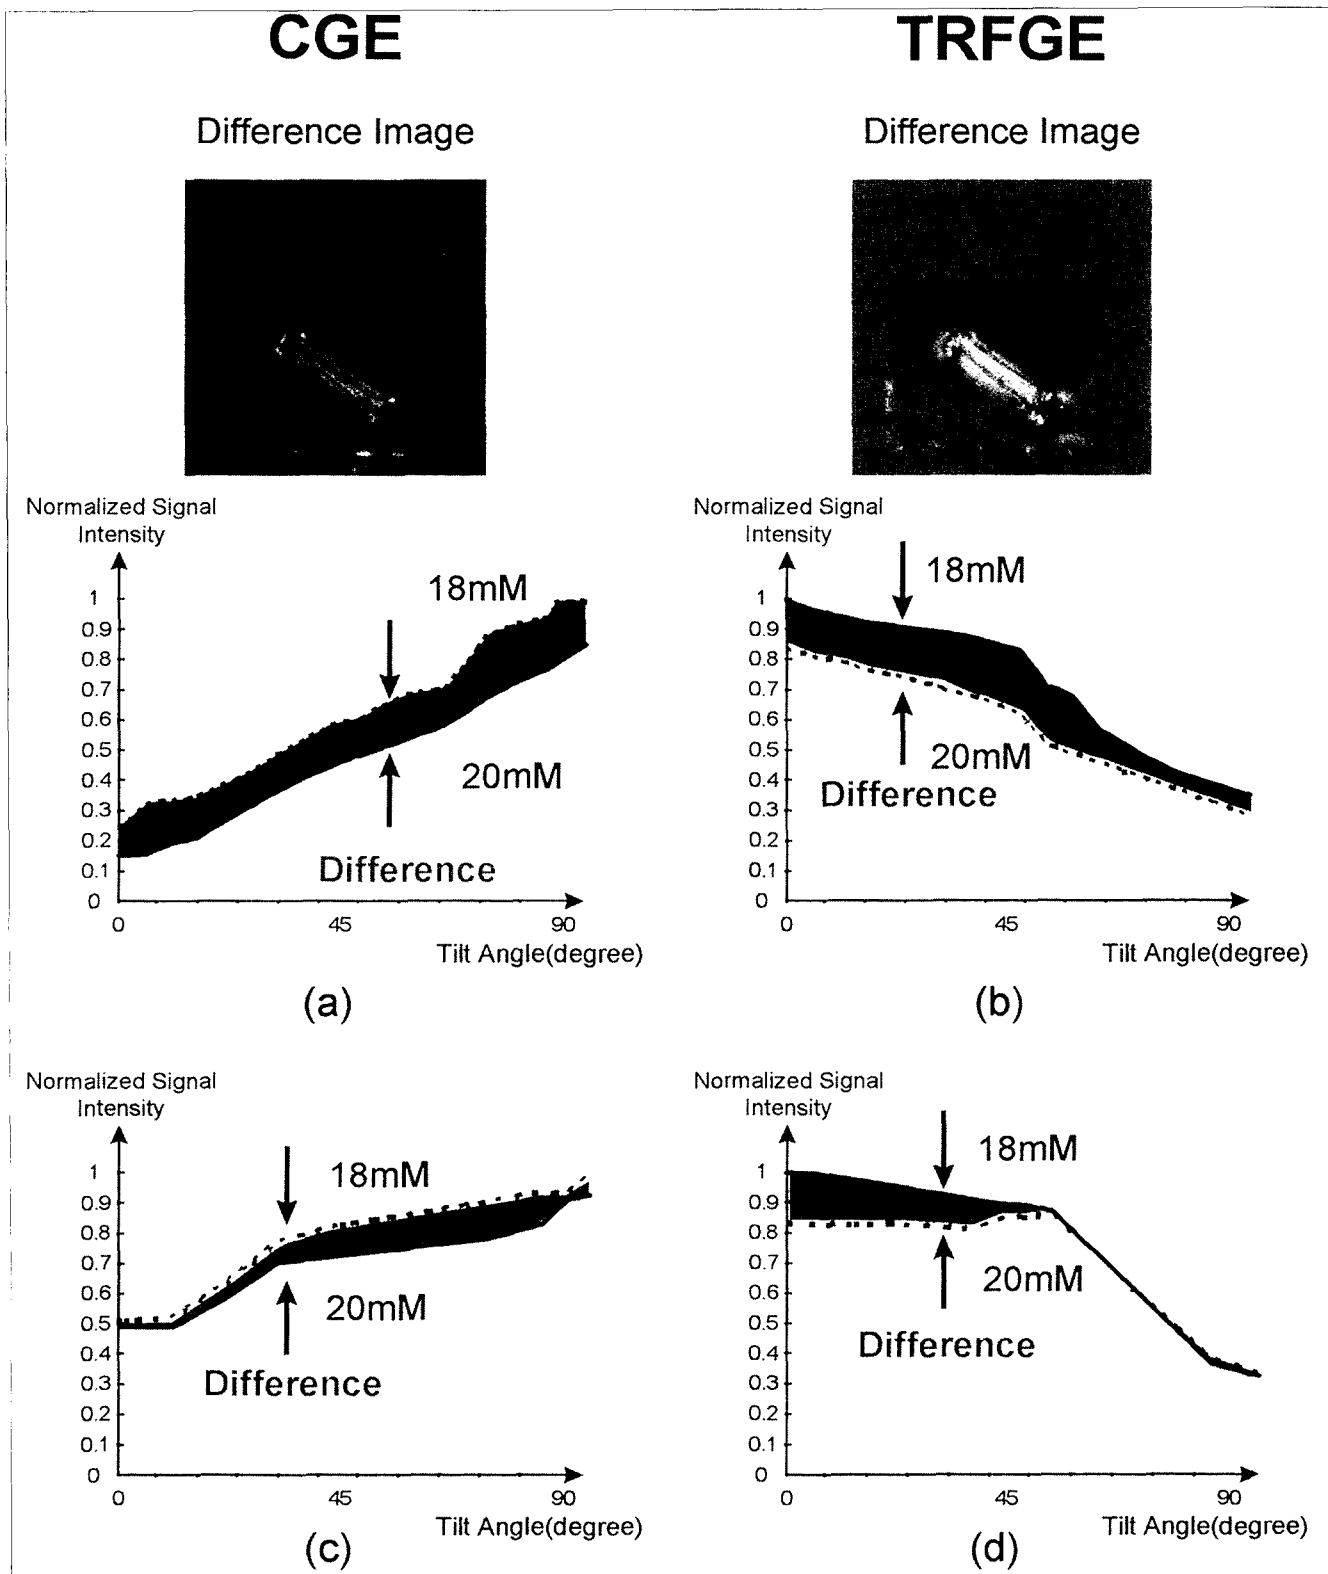 CGE
TRFGE
Difference Image
Difference Image
Normalized Signal
Intensity
18mM
1
0.9
0.8
0.7
0.6
0.5
0.4
0.3
0.2
0.1
0
20mM
Difference
0
45
90
Tilt Angle(degree)
(a)
Normalized Signal
Intensity
18mM
1
0.9
0.8
0.7
0.6
0.5
0.4
0.3
0.2
0.1
0
20mM
Difference
0
45
90
Tilt Angle(degree)
(b)
Normalized Signal
Intensity
18mM
1
0.9
0.8
0.7
0.6
0.5
0.4
0.3
0.2
0.1
0
20mM
Difference
0
45
90
Tilt Angle(degree)
(c)
Normalized Signal
Intensity
18mM
1
0.9
0.8
0.7
0.6
0.5
0.4
0.3
0.2
0.1
0
20mM
Difference
0
45
90
Tilt Angle(degree)
(d)